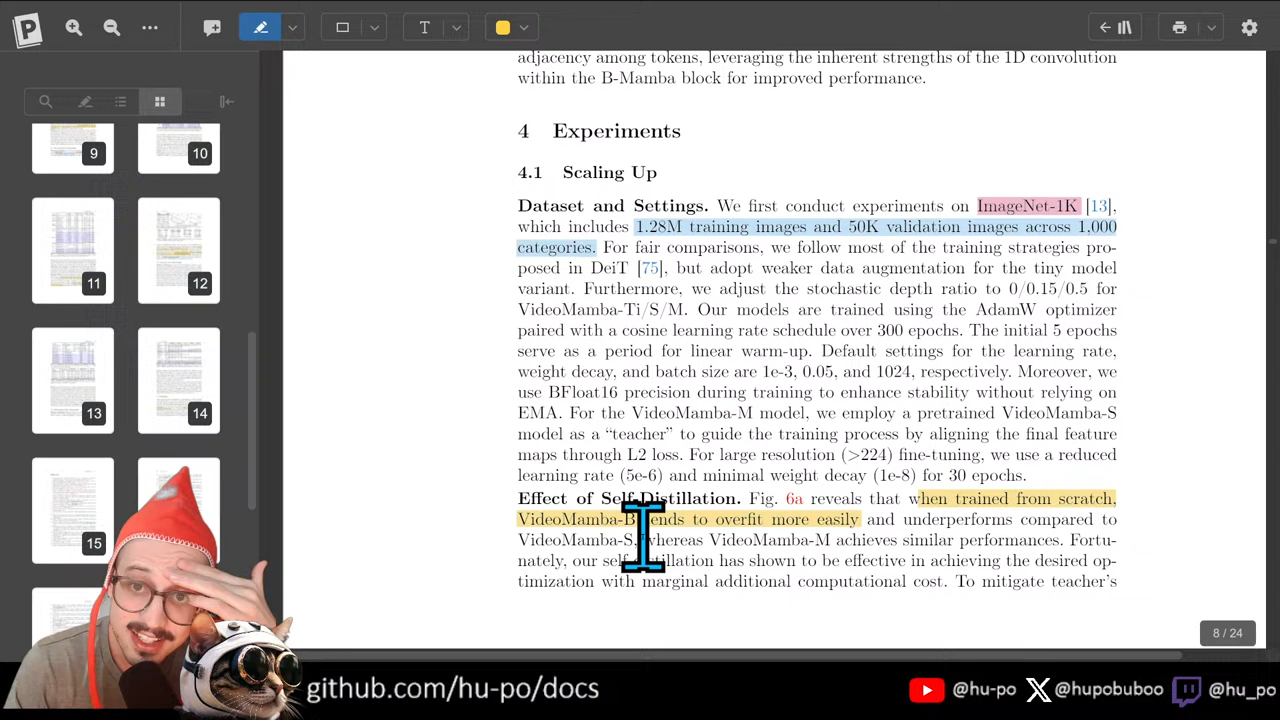 T
adjacency among tokens, leveraging the inherent strengths of the 1D convolution
within the B-Mamba block for improved performance.
4 Experiments
4.1 Scaling Up
Dataset and Settings. We first conduct experiments on ImageNet-1K [13],
which includes 1.28M training images and 50K validation images across 1,000
categories. For fair comparisons, we follow most of the training strategies pro-
posed in DeiT [75], but adopt weaker data augmentation for the tiny model
variant. Furthermore, we adjust the stochastic depth ratio to 0/0.15/0.5 for
VideoMamba-Ti/S/M. Our models are trained using the AdamW optimizer
paired with a cosine learning rate schedule over 300 epochs. The initial 5 epochs
serve as a period for linear warm-up. Default settings for the learning rate,
weight decay, and batch size are 1e-3, 0.05, and 1024, respectively. Moreover, we
use BFloat16 precision during training to enhance stability without relying on
EMA. For the VideoMamba-M model, we employ a pretrained VideoMamba-S
model as a “teacher” to guide the training process by aligning the final feature
maps through L2 loss. For large resolution (>224) fine-tuning, we use a reduced
learning rate (5e-6) and minimal weight decay (1e-8) for 30 epochs.
Effect of Self-Distillation. Fig. 6a reveals that when trained from scratch,
VideoMamba-B tends to overfit more easily and underperforms compared to
VideoMamba-S, whereas VideoMamba-M achieves similar performances. Fortu-
nately, our self-distillation has shown to be effective in achieving the desired op-
timization with marginal additional computational cost. To mitigate teacher's
9
10
11
12
13
14
15
8 / 24
github.com/hu-po/docs
@hu-po
@hupobuboo
@hu_po